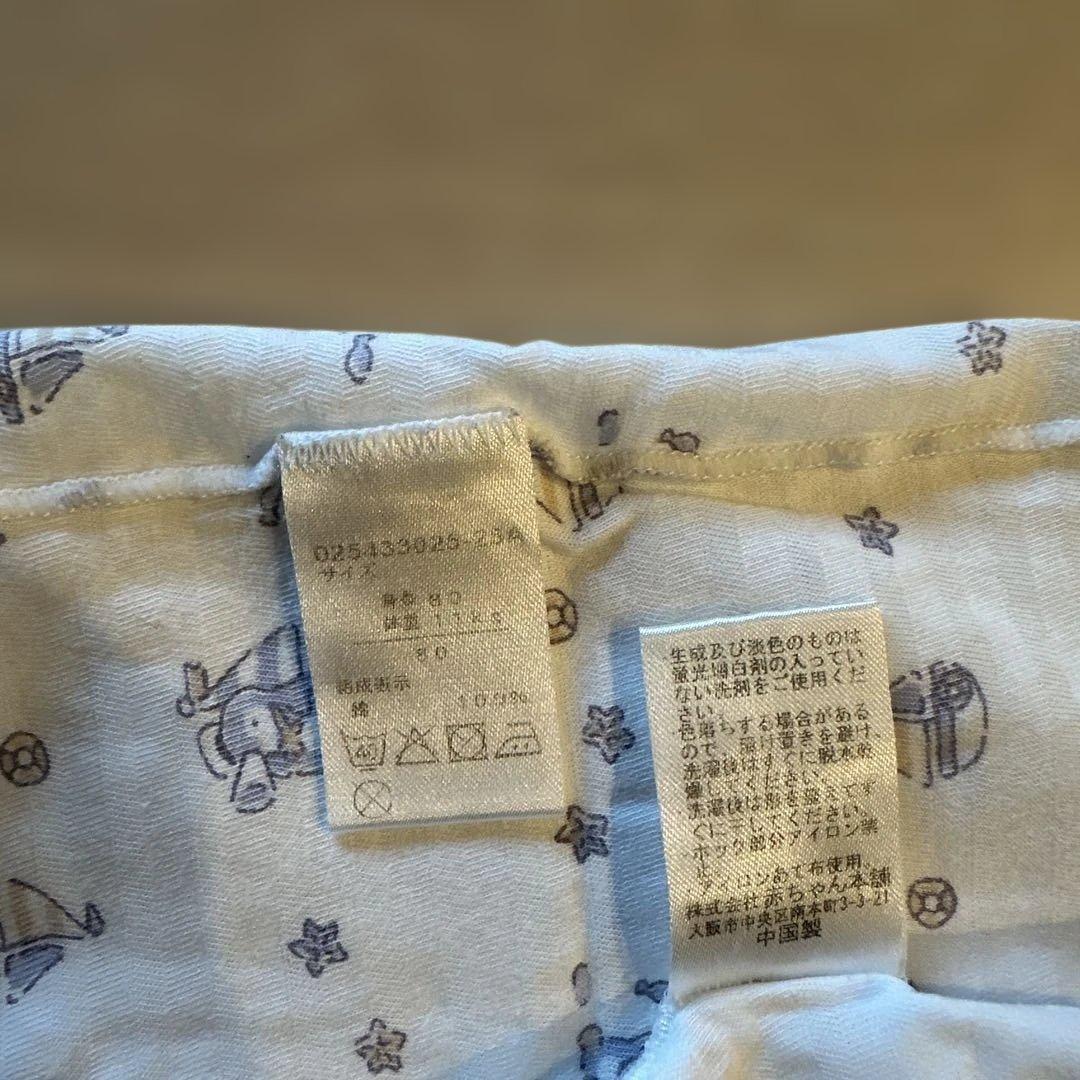 サイズ
身長 80
体重 11kg
80
組成表示
綿 100%
40
生成及び淡色のものは
蛍光増白剤の入ってい
ない洗剤をご使用くだ
さい。
色落ちする場合がある
ので、漬け置きを避け、
洗濯後はすぐに脱水乾
燥してください。
洗濯後は形を整えてす
ぐに干してください。
ホック部分アイロン禁
止
アイロンあて布使用。
株式会社赤ちゃん本舗
大阪市中央区南本町3-3-21
中国製